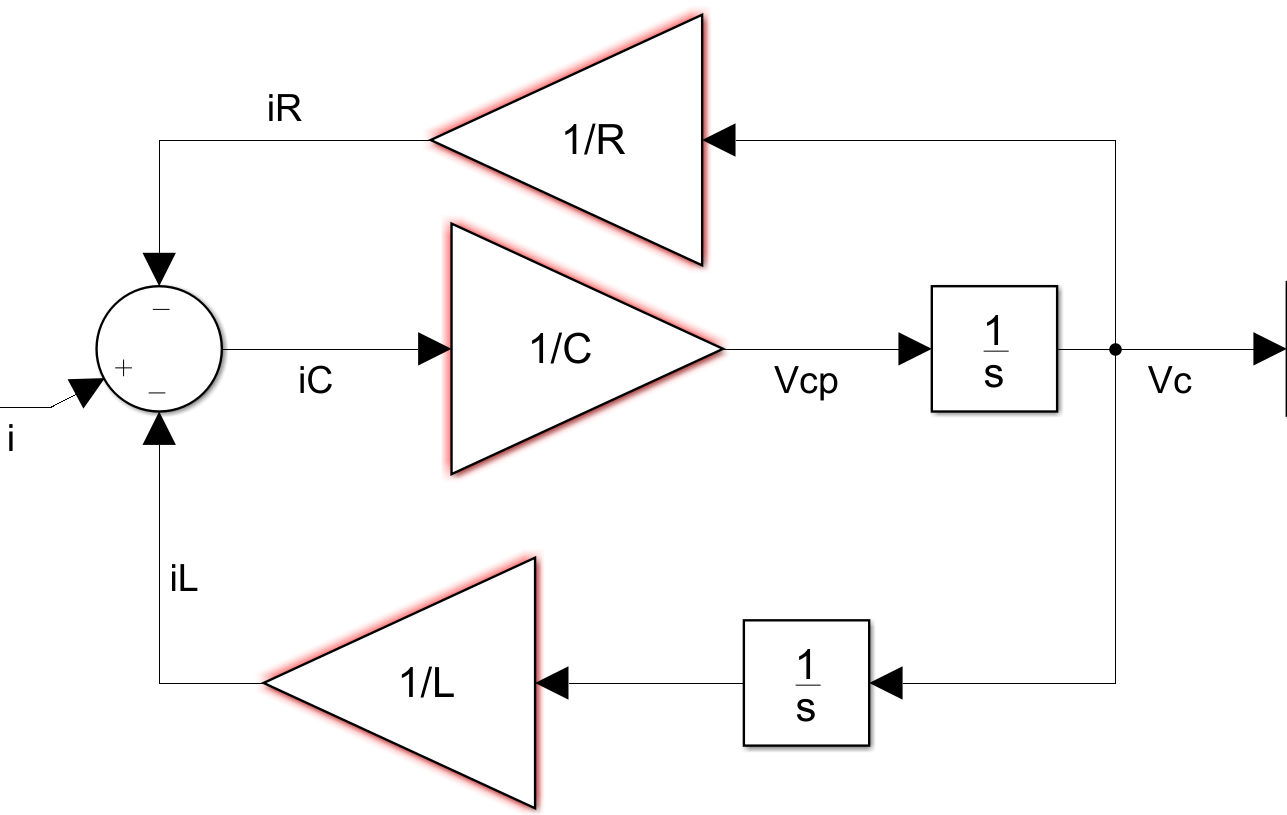 iR
1/R
−
+
−
i
iC
1/C
Vcp
1
s
Vc
iL
1/L
1
s